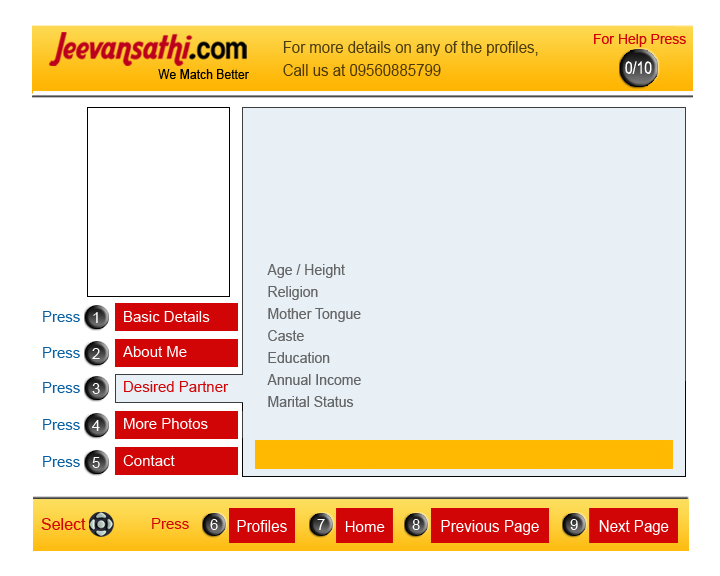 Jeevansathi.com
We Match Better
For more details on any of the profiles,
Call us at 09560885799
For Help Press
0/10
Age / Height
Religion
Mother Tongue
Caste
Education
Annual Income
Marital Status
Press 1 Basic Details
Press 2 About Me
Press 3 Desired Partner
Press 4 More Photos
Press 5 Contact
Select Press 6 Profiles 7 Home 8 Previous Page 9 Next Page